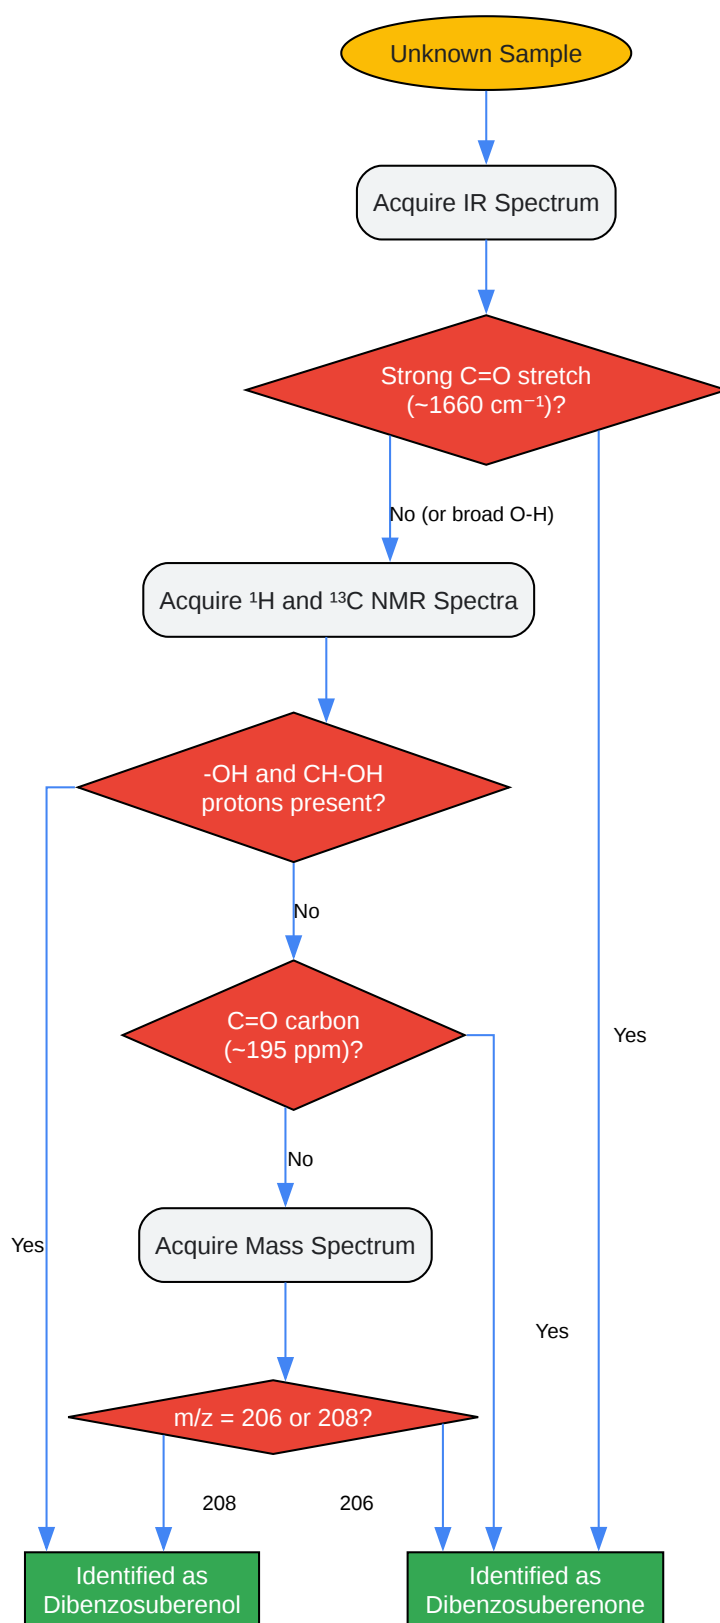 Unknown Sample
Acquire IR Spectrum
Strong C=O stretch
(~1660 cm⁻¹)?
No (or broad O-H)
Acquire ¹H and ¹³C NMR Spectra
-OH and CH-OH
protons present?
No
C=O carbon
(~195 ppm)?
Yes
No
Yes
Acquire Mass Spectrum
Yes
m/z = 206 or 208?
208
206
Identified as
Dibenzosuberenol
Identified as
Dibenzosuberenone